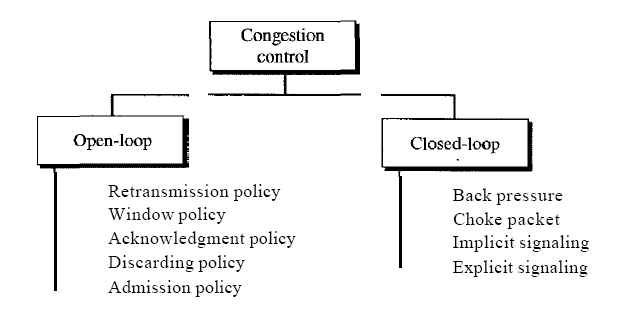 Congestion
control
Open-loop
Closed-loop
Retransmission policy
Window policy
Acknowledgment policy
Discarding policy
Admission policy
Back pressure
Choke packet
Implicit signaling
Explicit signaling